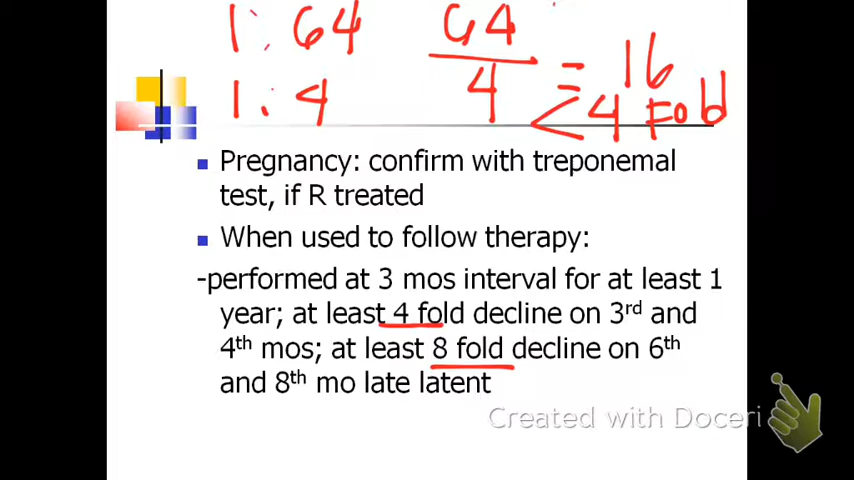 1:64 64
1:4 4 = 16
< 4 Fold
Pregnancy: confirm with treponemal
test, if R treated
When used to follow therapy:
-performed at 3 mos interval for at least 1
year; at least 4 fold decline on 3rd and
4th mos; at least 8 fold decline on 6th
and 8th mo late latent
Created with Doceri